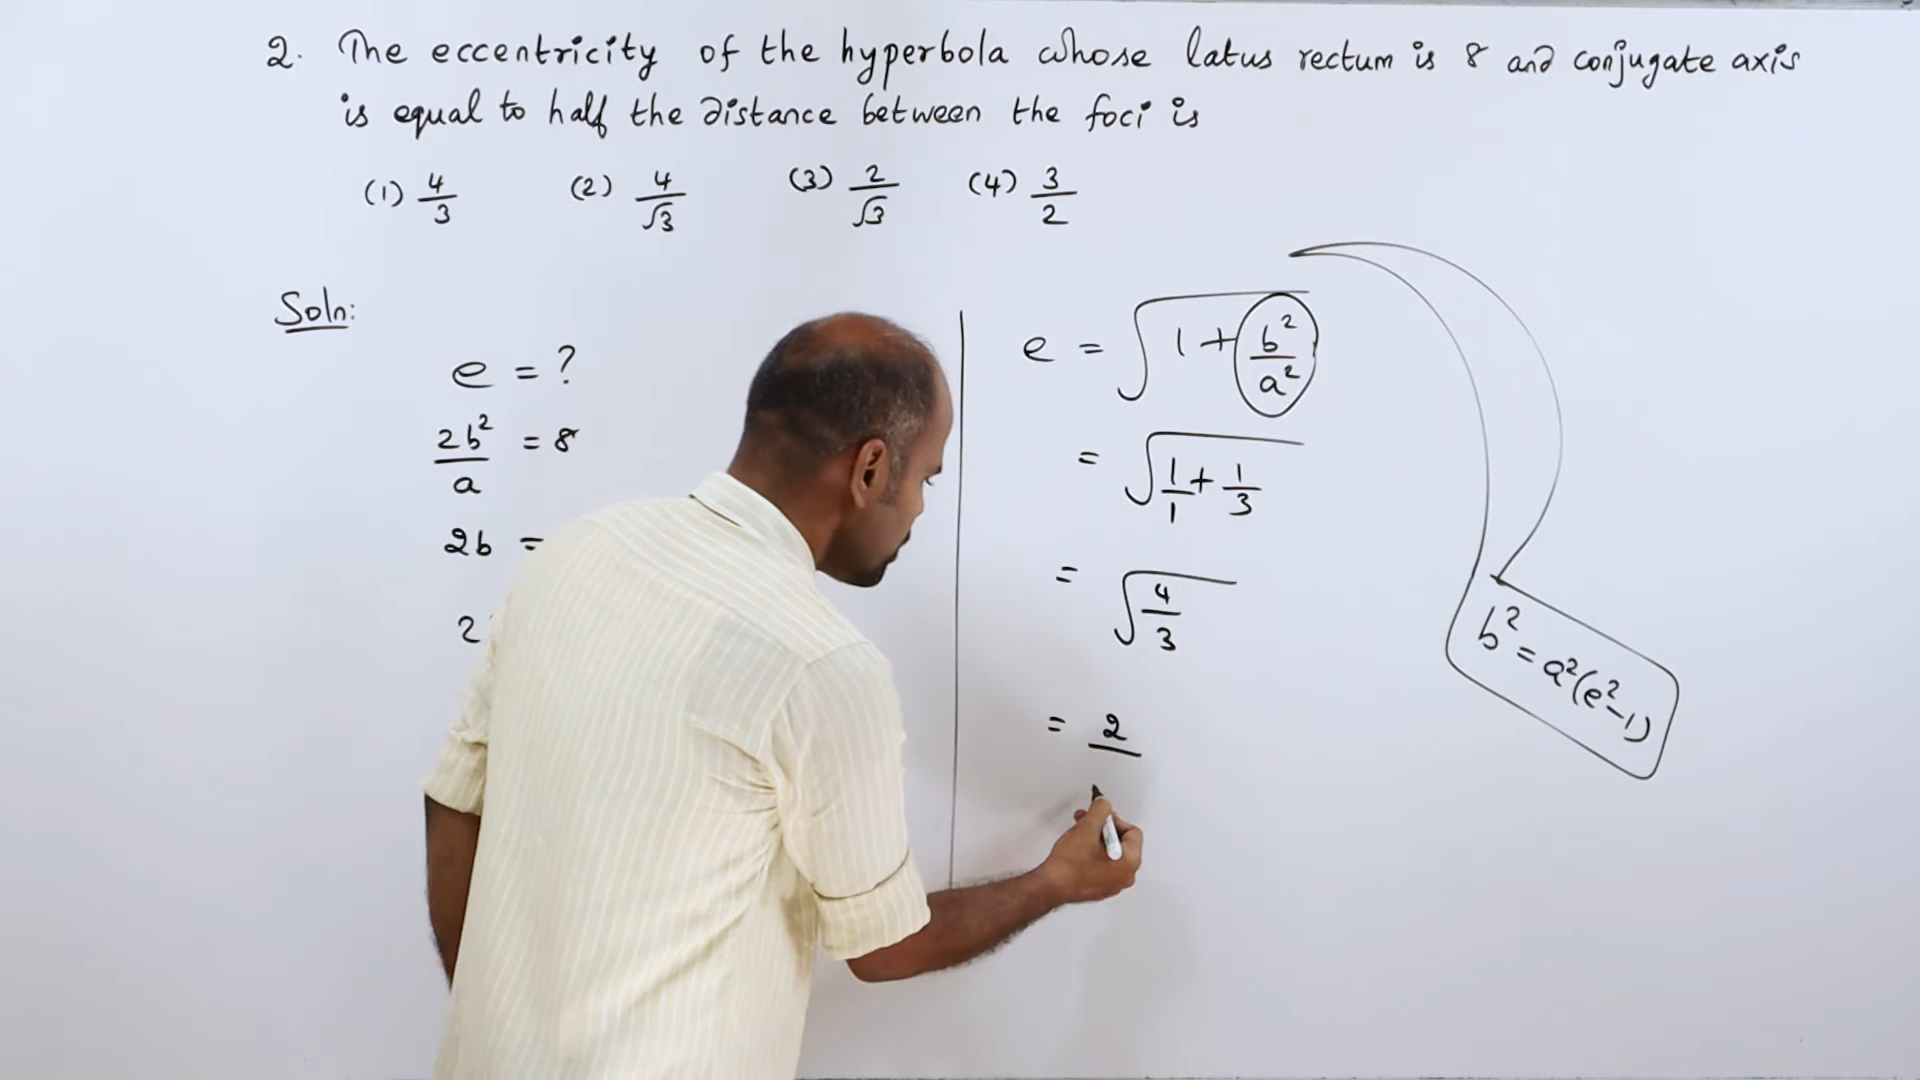 2. The eccentricity of the hyperbola whose latus rectum is 8 and conjugate axis
is equal to half the distance between the foci is
(1) 4/3 (2) 4/√3 (3) 2/√3 (4) 3/2
Soln:
e = ?
2b²/a = 8
2b =
2
e = √(1 + b²/a²)
= √(1/1 + 1/3)
= √(4/3)
= 2/
b² = a²(e²-1)